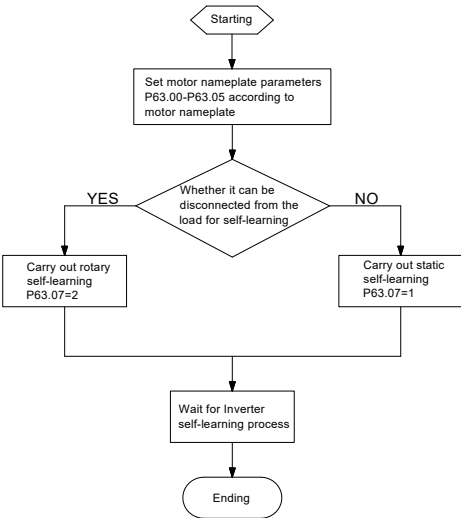 Starting
Set motor nameplate parameters
P63.00-P63.05 according to
motor nameplate
Whether it can be
disconnected from the
load for self-learning
YES
NO
Carry out rotary
self-learning
P63.07=2
Carry out static
self-learning
P63.07=1
Wait for Inverter
self-learning process
Ending